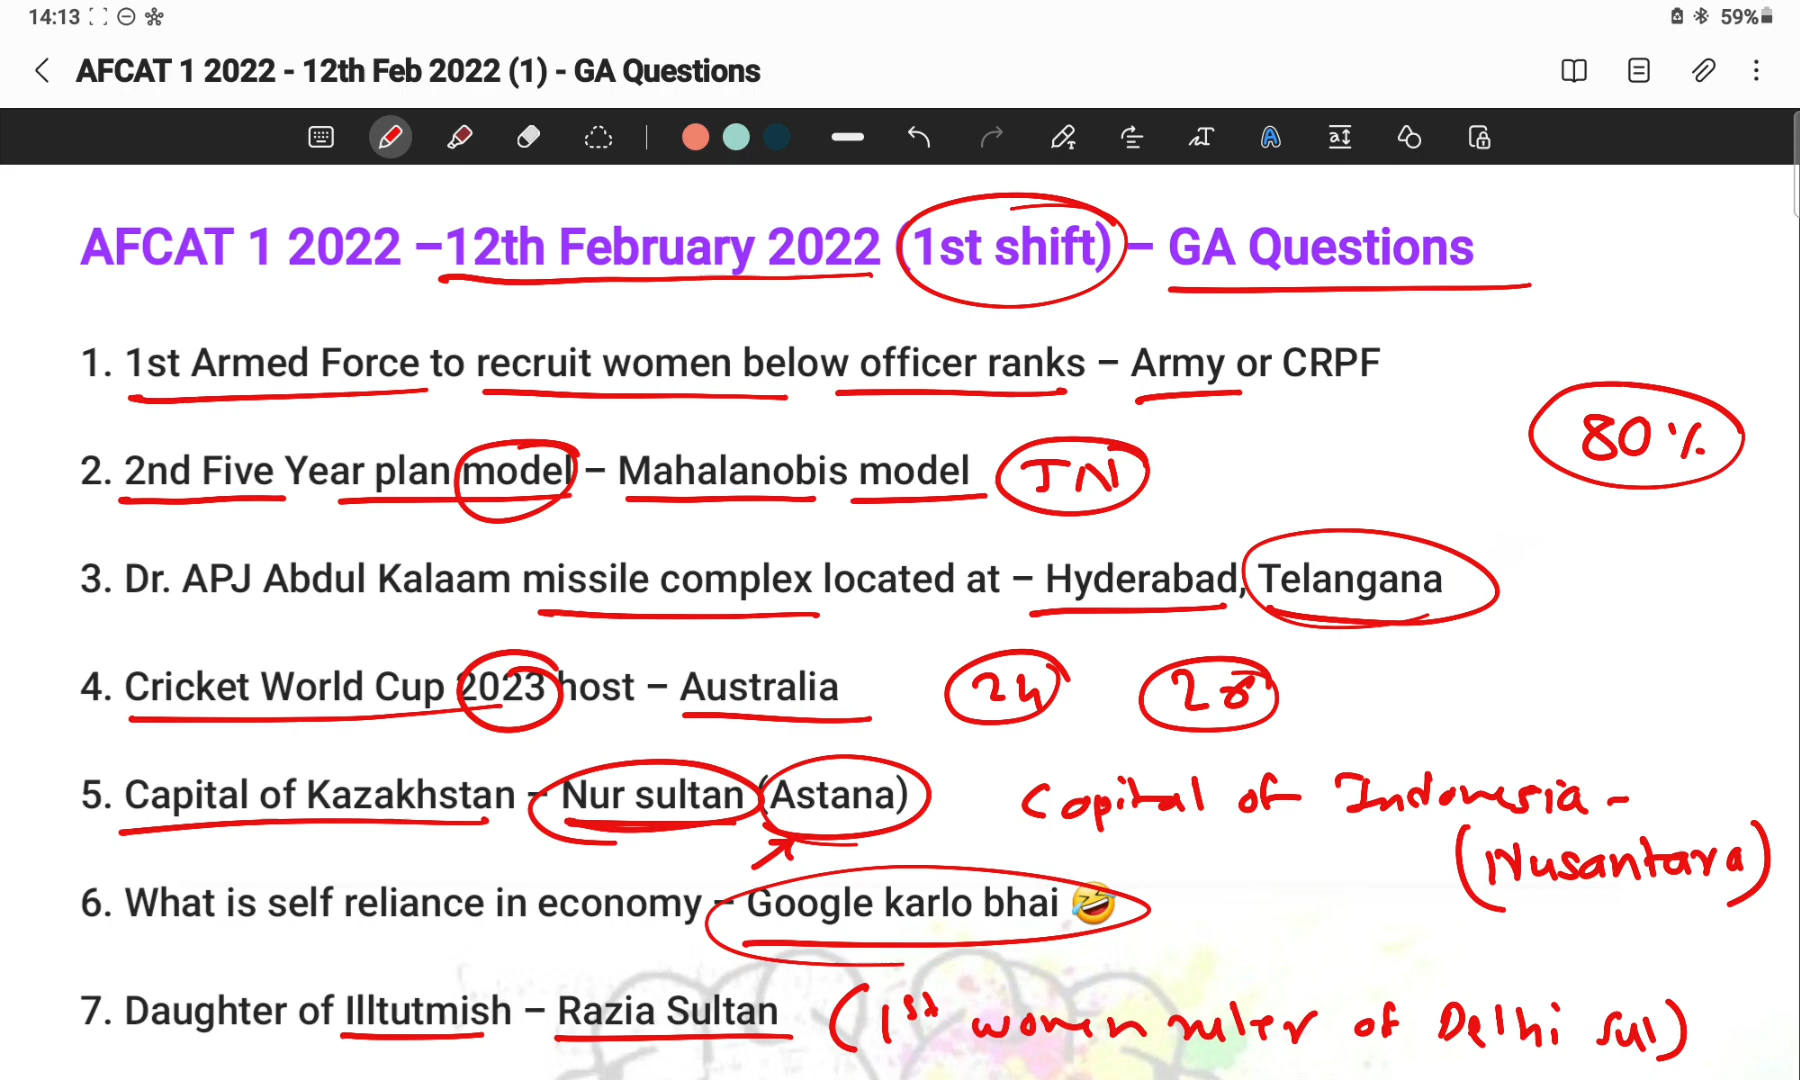 14:13
59%
AFCAT 1 2022 - 12th Feb 2022 (1) - GA Questions
AFCAT 1 2022 –12th February 2022 (1st shift) – GA Questions
1. 1st Armed Force to recruit women below officer ranks – Army or CRPF
80%
2. 2nd Five Year plan model – Mahalanobis model JN
3. Dr. APJ Abdul Kalaam missile complex located at – Hyderabad, Telangana
4. Cricket World Cup 2023 host – Australia 24 28
5. Capital of Kazakhstan – Nur sultan (Astana) Capital of Indonesia -
(Nusantara)
6. What is self reliance in economy – Google karlo bhai 🤣
7. Daughter of Illtutmish – Razia Sultan (1st women ruler of Delhi Sul)